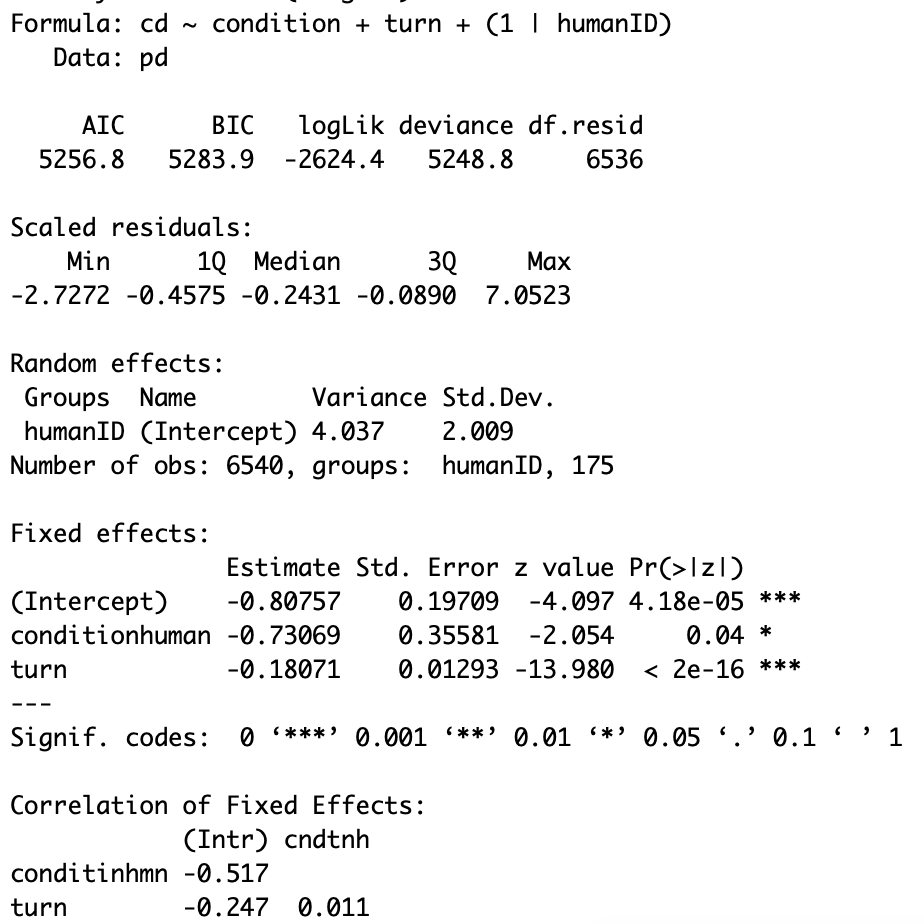 Formula: cd ~ condition + turn + (1 | humanID)
   Data: pd

     AIC      BIC   logLik deviance df.resid
  5256.8   5283.9  -2624.4   5248.8     6536

Scaled residuals:
    Min      1Q  Median      3Q     Max
-2.7272 -0.4575 -0.2431 -0.0890  7.0523

Random effects:
 Groups  Name        Variance Std.Dev.
 humanID (Intercept) 4.037    2.009
Number of obs: 6540, groups:  humanID, 175

Fixed effects:
               Estimate Std. Error z value Pr(>|z|)
(Intercept)    -0.80757    0.19709  -4.097 4.18e-05 ***
conditionhuman -0.73069    0.35581  -2.054     0.04 *
turn           -0.18071    0.01293 -13.980  < 2e-16 ***
---
Signif. codes:  0 ‘***’ 0.001 ‘**’ 0.01 ‘*’ 0.05 ‘.’ 0.1 ‘ ’ 1

Correlation of Fixed Effects:
            (Intr) cndtnh
conditinhmn -0.517
turn        -0.247  0.011